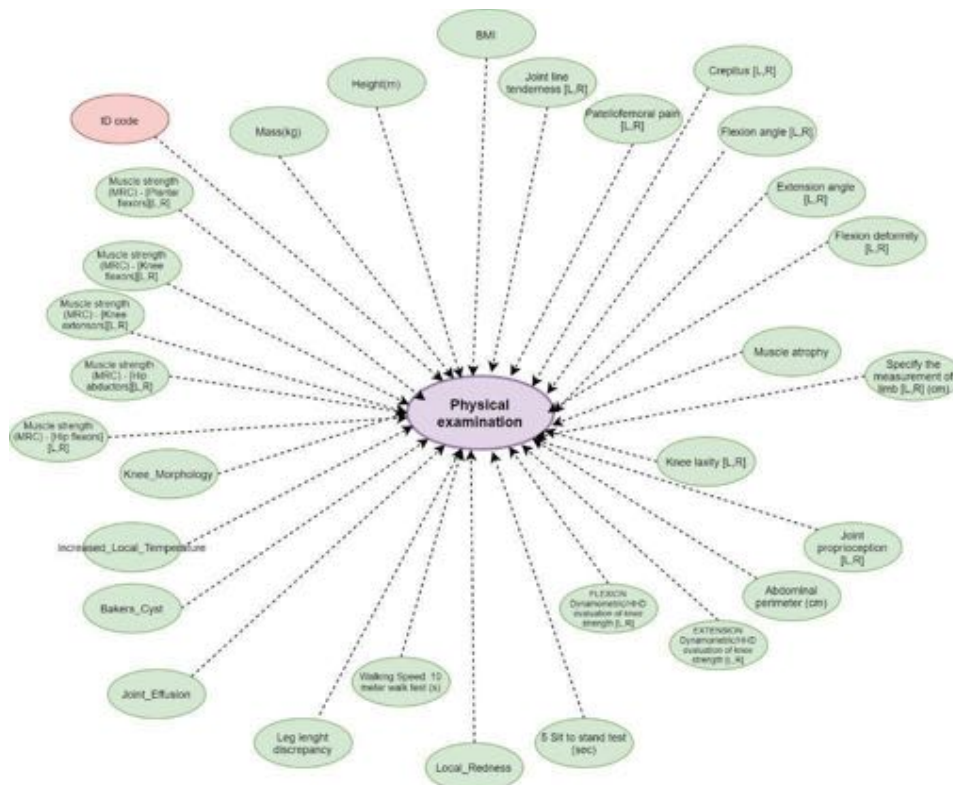 BMI
Height(m)
Joint line
tenderness [L,R]
Crepitus [L,R]
ID code
Mass(kg)
Patellofemoral pain
[L,R]
Flexion angle [L,R]
Muscle strength
(MRC) - [Plantar
flexors][L,R]
Extension angle
[L,R]
Flexion deformity
[L,R]
Muscle strength
(MRC) - [Knee
flexors][L,R]
Muscle strength
(MRC) - [Knee
extensors][L,R]
Muscle atrophy
Muscle strength
(MRC) - [Hip
abductors][L,R]
Specify the
measurement of
limb [L,R] (cm)
Physical
examination
Muscle strength
(MRC) - [Hip flexors]
[L,R]
Knee_Morphology
Knee laxity [L,R]
Increased_Local_Temperature
Joint
proprioception
[L,R]
Bakers_Cyst
FLEXION
Dynamometric/HHD
evaluation of knee
strength [L,R]
Abdominal
perimeter (cm)
EXTENSION
Dynamometric/HHD
evaluation of knee
strength [L,R]
Joint_Effusion
Walking Speed 10
meter walk test (s)
Leg lenght
discrepancy
Local_Redness
5 Sit to stand test
(sec)